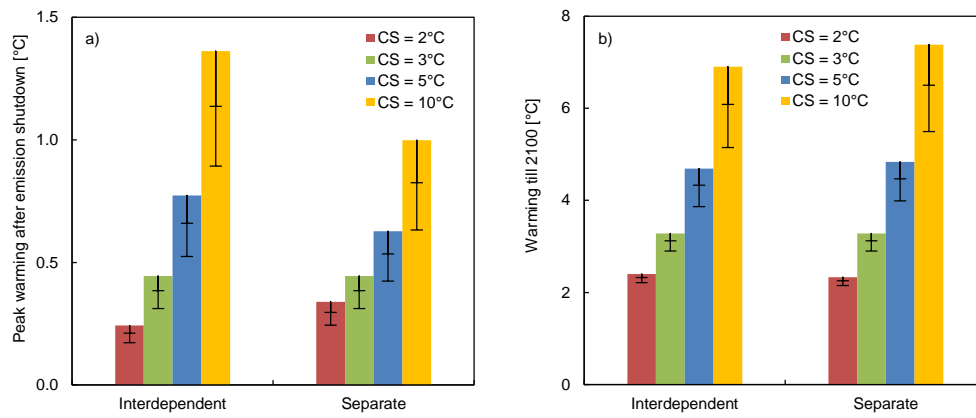 a)
Peak warming after emission shutdown [°C]
1.5
1.0
0.5
0.0
CS = 2°C
CS = 3°C
CS = 5°C
CS = 10°C
Interdependent
Separate
b)
Warming till 2100 [°C]
8
6
4
2
0
CS = 2°C
CS = 3°C
CS = 5°C
CS = 10°C
Interdependent
Separate